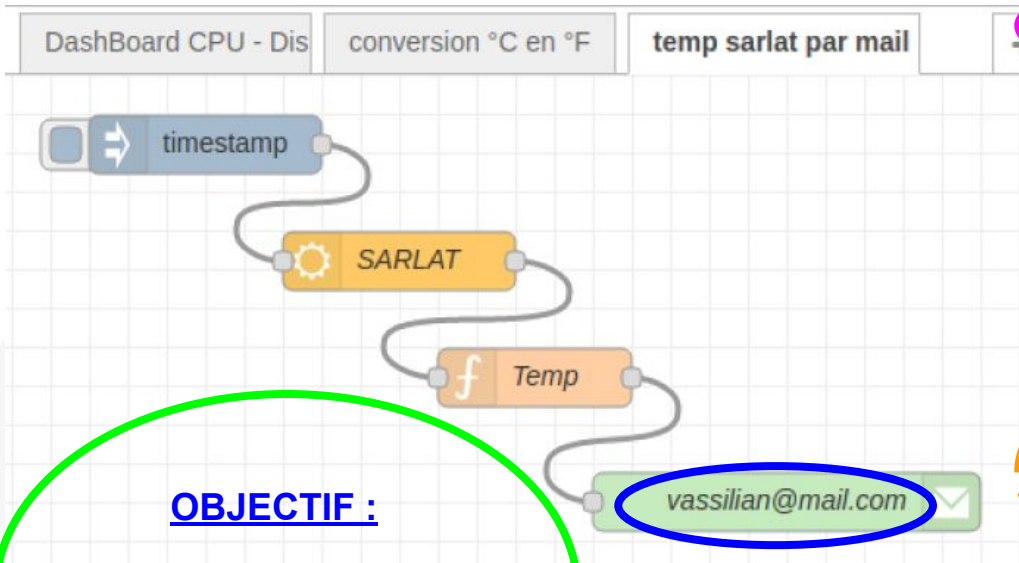 DashBoard CPU - Dis
conversion °C en °F
temp sarlat par mail
timestamp
SARLAT
Temp
vassilian@mail.com
OBJECTIF :